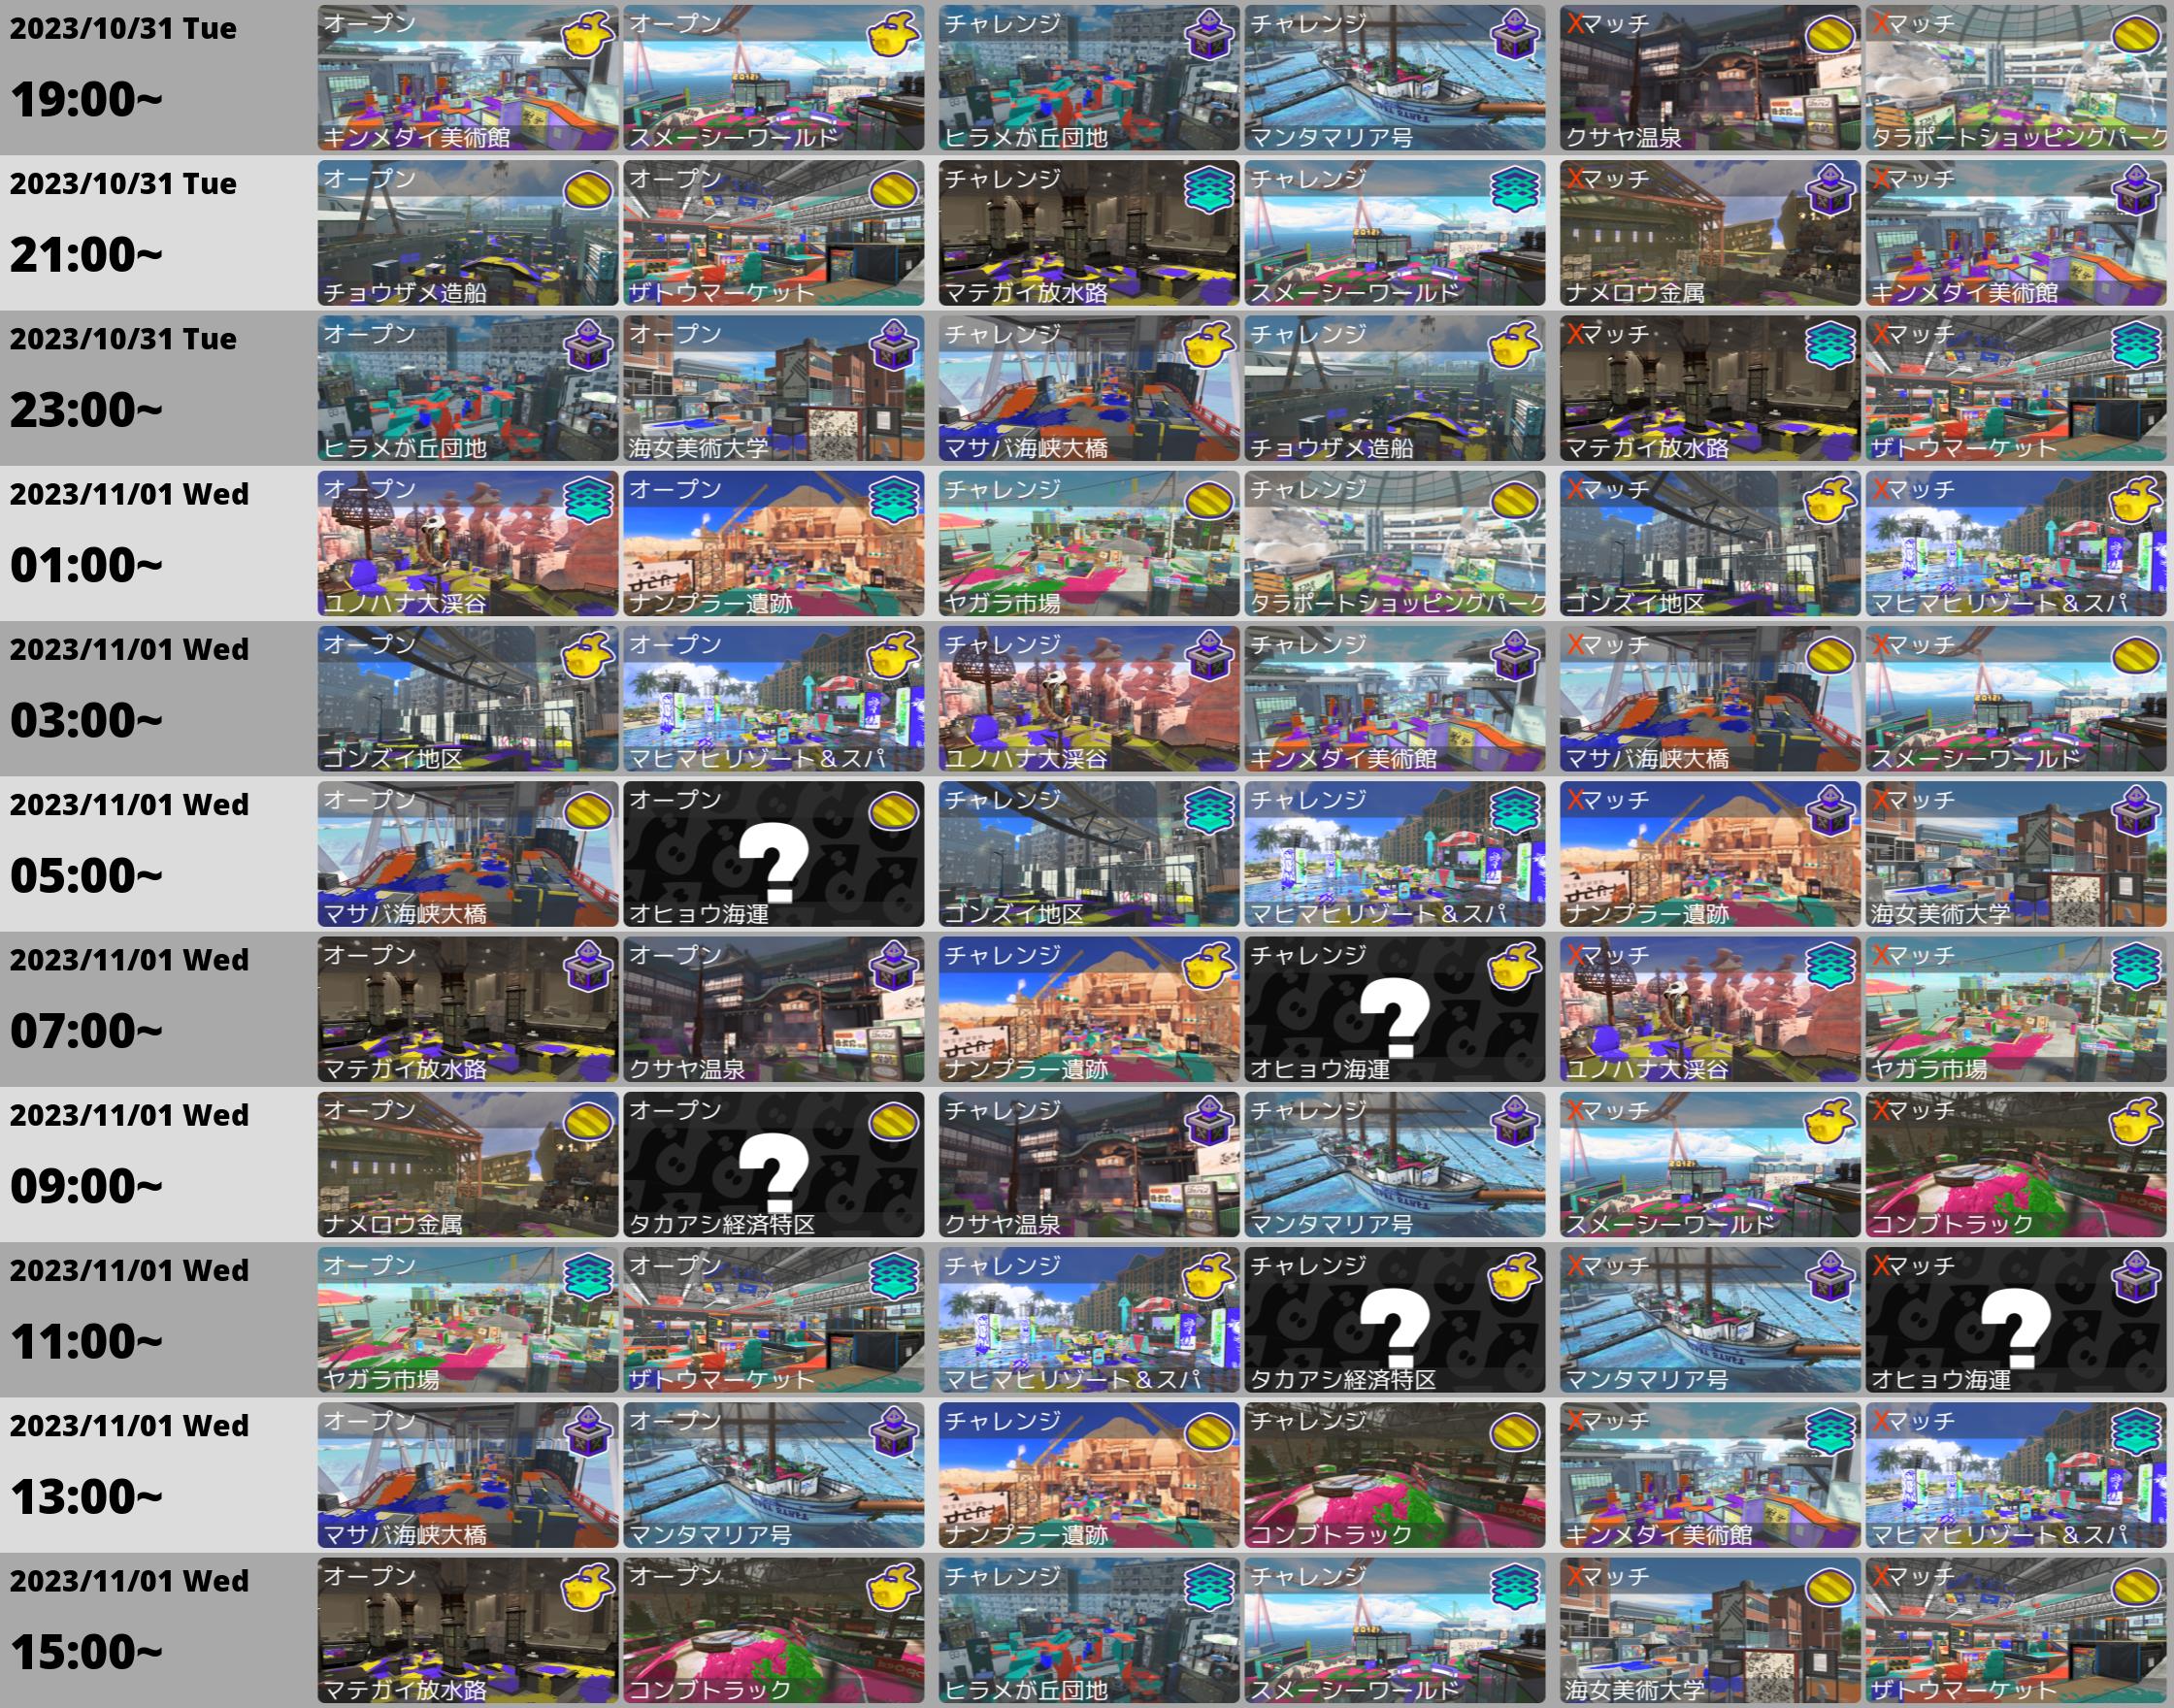 2023/10/31 Tue
19:00~
オープン
キンメダイ美術館
オープン
スメーシーワールド
チャレンジ
ヒラメが丘団地
チャレンジ
マンタマリア号
Xマッチ
クサヤ温泉
Xマッチ
タラポートショッピングパーク
2023/10/31 Tue
21:00~
オープン
チョウザメ造船
オープン
ザトウマーケット
チャレンジ
マテガイ放水路
チャレンジ
スメーシーワールド
Xマッチ
ナメロウ金属
Xマッチ
キンメダイ美術館
2023/10/31 Tue
23:00~
オープン
ヒラメが丘団地
オープン
海女美術大学
チャレンジ
マサバ海峡大橋
チャレンジ
チョウザメ造船
Xマッチ
マテガイ放水路
Xマッチ
ザトウマーケット
2023/11/01 Wed
01:00~
オープン
ユノハナ大渓谷
オープン
ナンプラー遺跡
チャレンジ
ヤガラ市場
チャレンジ
タラポートショッピングパーク
Xマッチ
ゴンズイ地区
Xマッチ
マヒマヒリゾート＆スパ
2023/11/01 Wed
03:00~
オープン
ゴンズイ地区
オープン
マヒマヒリゾート＆スパ
チャレンジ
ユノハナ大渓谷
チャレンジ
キンメダイ美術館
Xマッチ
マサバ海峡大橋
Xマッチ
スメーシーワールド
2023/11/01 Wed
05:00~
オープン
マサバ海峡大橋
オープン
?
オヒョウ海運
チャレンジ
ゴンズイ地区
チャレンジ
マヒマヒリゾート＆スパ
Xマッチ
ナンプラー遺跡
Xマッチ
海女美術大学
2023/11/01 Wed
07:00~
オープン
マテガイ放水路
オープン
クサヤ温泉
チャレンジ
ナンプラー遺跡
チャレンジ
?
オヒョウ海運
Xマッチ
ユノハナ大渓谷
Xマッチ
ヤガラ市場
2023/11/01 Wed
09:00~
オープン
ナメロウ金属
オープン
?
タカアシ経済特区
チャレンジ
クサヤ温泉
チャレンジ
マンタマリア号
Xマッチ
スメーシーワールド
Xマッチ
コンブトラック
2023/11/01 Wed
11:00~
オープン
ヤガラ市場
オープン
ザトウマーケット
チャレンジ
マヒマヒリゾート＆スパ
チャレンジ
?
タカアシ経済特区
Xマッチ
マンタマリア号
Xマッチ
?
オヒョウ海運
2023/11/01 Wed
13:00~
オープン
マサバ海峡大橋
オープン
マンタマリア号
チャレンジ
ナンプラー遺跡
チャレンジ
コンブトラック
Xマッチ
キンメダイ美術館
Xマッチ
マヒマヒリゾート＆スパ
2023/11/01 Wed
15:00~
オープン
マテガイ放水路
オープン
コンブトラック
チャレンジ
ヒラメが丘団地
チャレンジ
スメーシーワールド
Xマッチ
海女美術大学
Xマッチ
ザトウマーケット